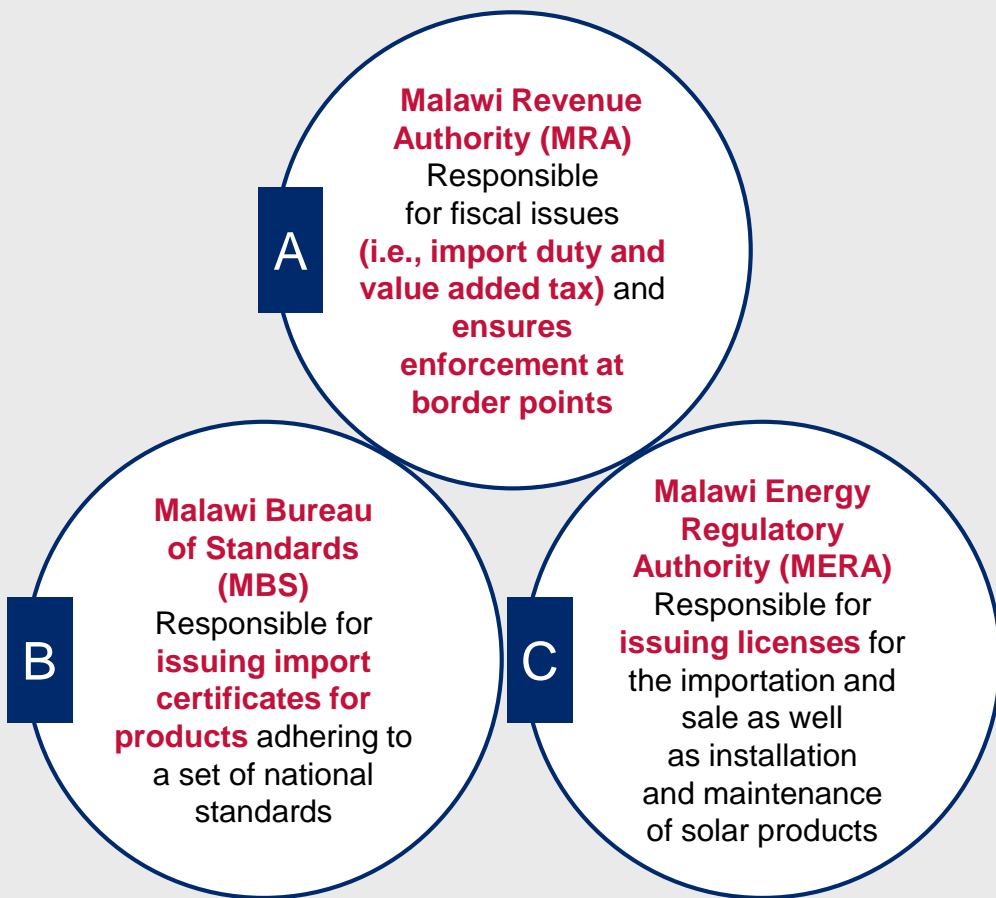 A
Malawi Revenue
Authority (MRA)
Responsible
for fiscal issues
(i.e., import duty and
value added tax) and
ensures
enforcement at
border points
B
Malawi Bureau
of Standards
(MBS)
Responsible for
issuing import
certificates for
products adhering to
a set of national
standards
C
Malawi Energy
Regulatory
Authority (MERA)
Responsible for
issuing licenses for
the importation and
sale as well
as installation
and maintenance
of solar products